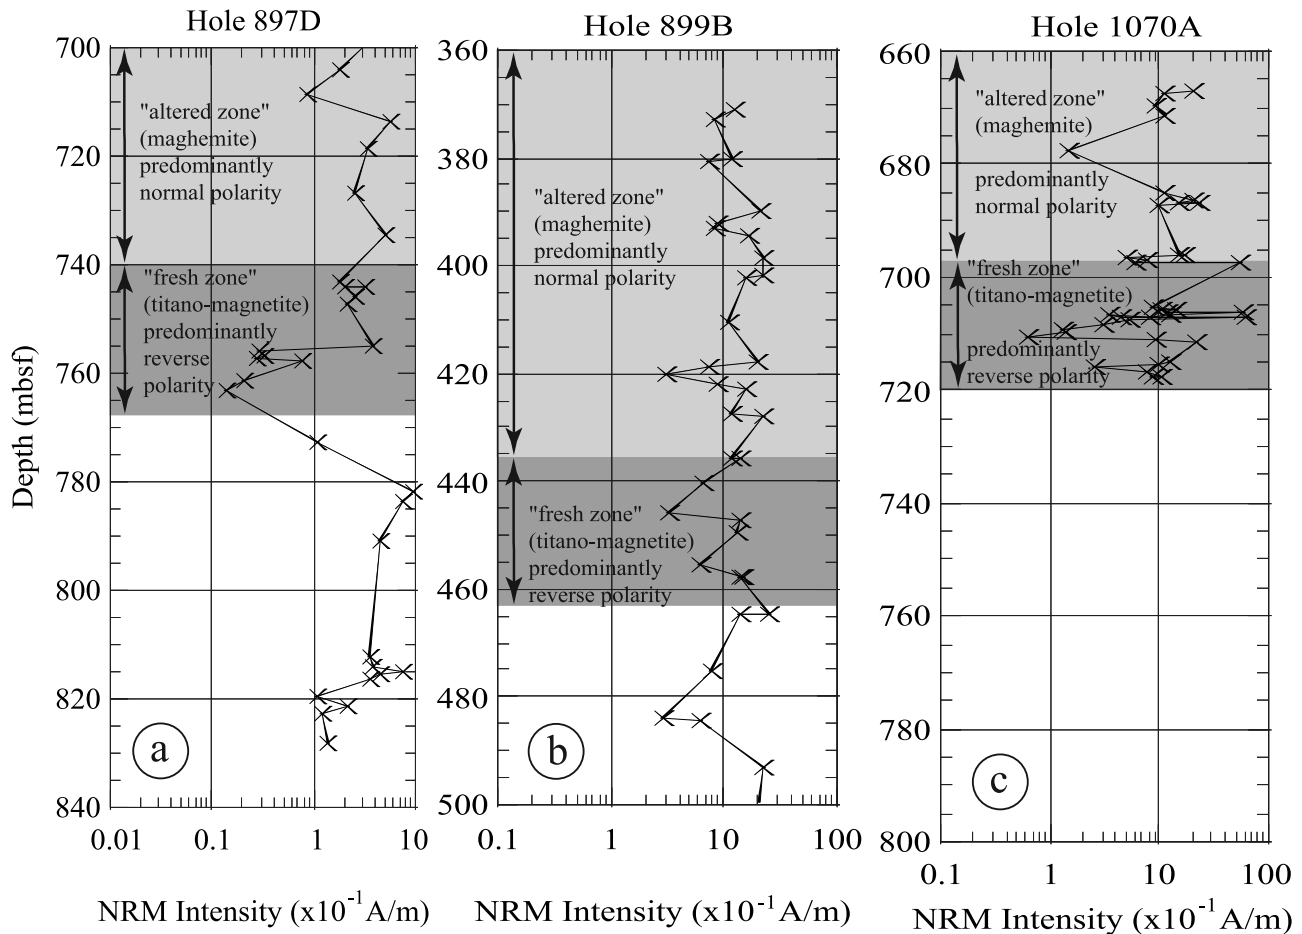 Hole 897D
Hole 899B
Hole 1070A
Depth (mbsf)
700
720
740
760
780
800
820
840
"altered zone"
(maghemite)
predominantly
normal polarity
"fresh zone"
(titano-magnetite)
predominantly
reverse
polarity
a
0.01 0.1 1 10
NRM Intensity (x10-1A/m)
360
380
400
420
440
460
480
500
"altered zone"
(maghemite)
predominantly
normal polarity
"fresh zone"
(titano-magnetite)
predominantly
reverse polarity
b
0.1 1 10 100
NRM Intensity (x10-1A/m)
660
680
700
720
740
760
780
800
"altered zone"
(maghemite)
predominantly
normal polarity
"fresh zone"
(titano-magnetite)
predominantly
reverse polarity
c
0.1 1 10 100
NRM Intensity (x10-1A/m)